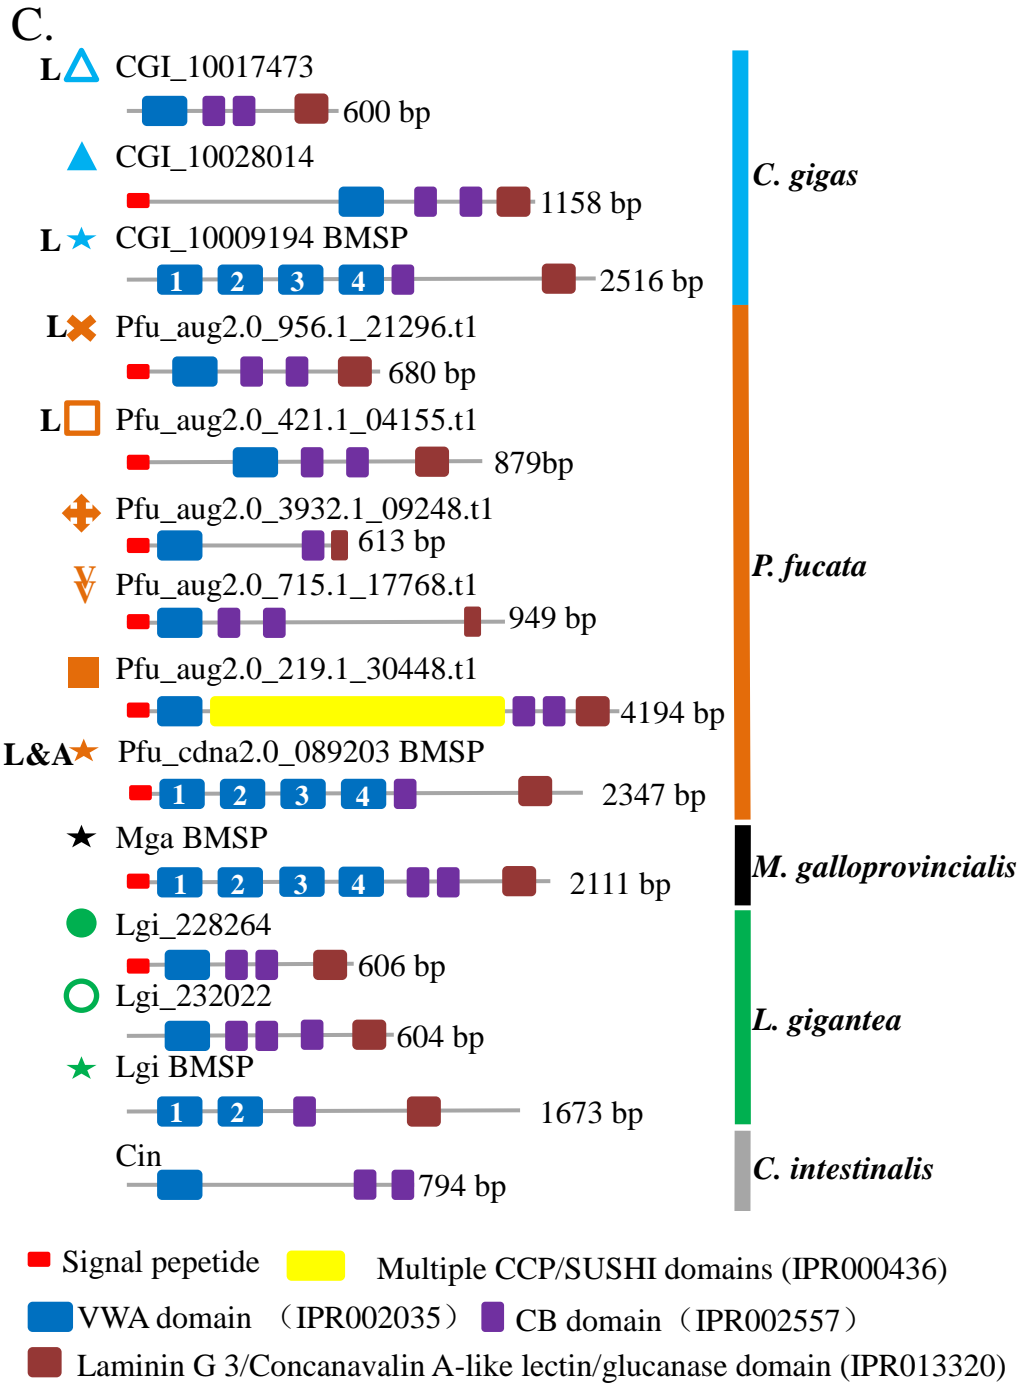 C.
L CGI_10017473
600 bp
CGI_10028014
1158 bp
C. gigas
L CGI_10009194 BMSP
1 2 3 4
2516 bp
L Pfu_aug2.0_956.1_21296.t1
680 bp
L Pfu_aug2.0_421.1_04155.t1
879bp
Pfu_aug2.0_3932.1_09248.t1
613 bp
P. fucata
V
V
Pfu_aug2.0_715.1_17768.t1
949 bp
Pfu_aug2.0_219.1_30448.t1
4194 bp
L&A Pfu_cdna2.0_089203 BMSP
1 2 3 4
2347 bp
Mga BMSP
1 2 3 4
2111 bp
M. galloprovincialis
Lgi_228264
606 bp
Lgi_232022
604 bp
L. gigantea
Lgi BMSP
1 2
1673 bp
Cin
794 bp
C. intestinalis
Signal pepetide
Multiple CCP/SUSHI domains (IPR000436)
VWA domain （IPR002035）
CB domain（IPR002557）
Laminin G 3/Concanavalin A-like lectin/glucanase domain (IPR013320)